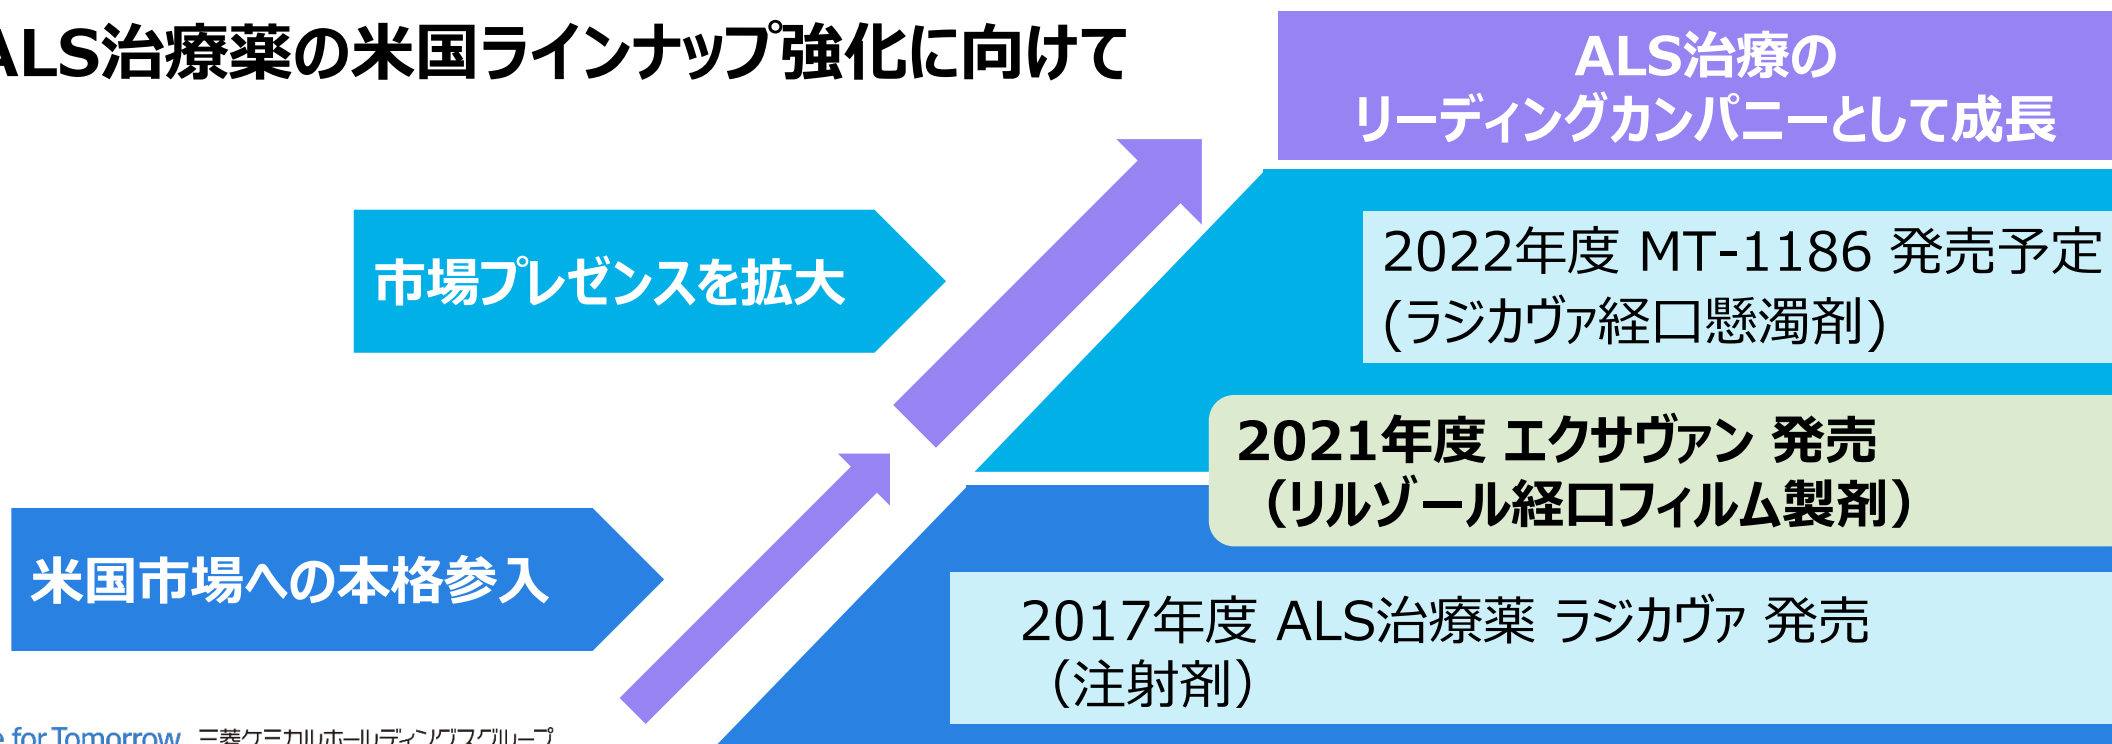 ALS治療薬の米国ラインナップ強化に向けて
ALS治療の
リーディングカンパニーとして成長
市場プレゼンスを拡大
2022年度 MT-1186 発売予定
(ラジカヴァ経口懸濁剤)
2021年度 エクサヴァン 発売
（リルゾール経口フィルム製剤）
米国市場への本格参入
2017年度 ALS治療薬 ラジカヴァ 発売
（注射剤）
for Tomorrow 三菱ケミカルホールディングスグループ